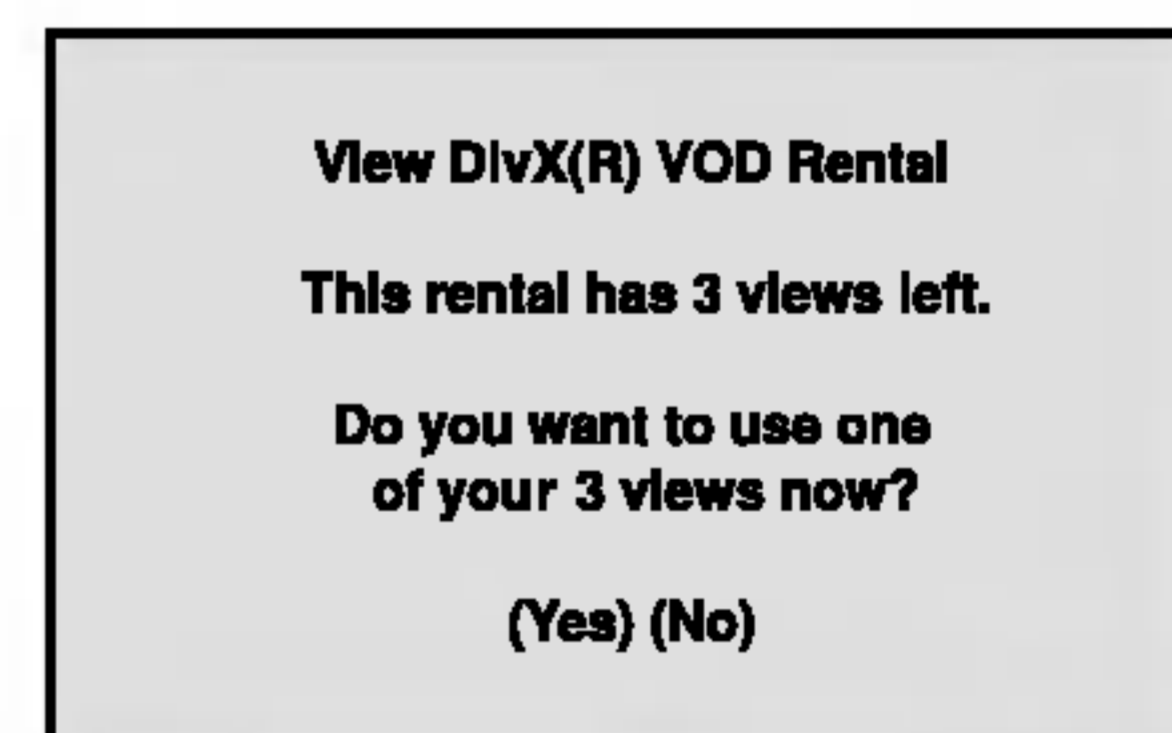 View DivX(R) VOD Rental
This rental has 3 views left.
Do you want to use one
of your 3 views now?
(Yes) (No)